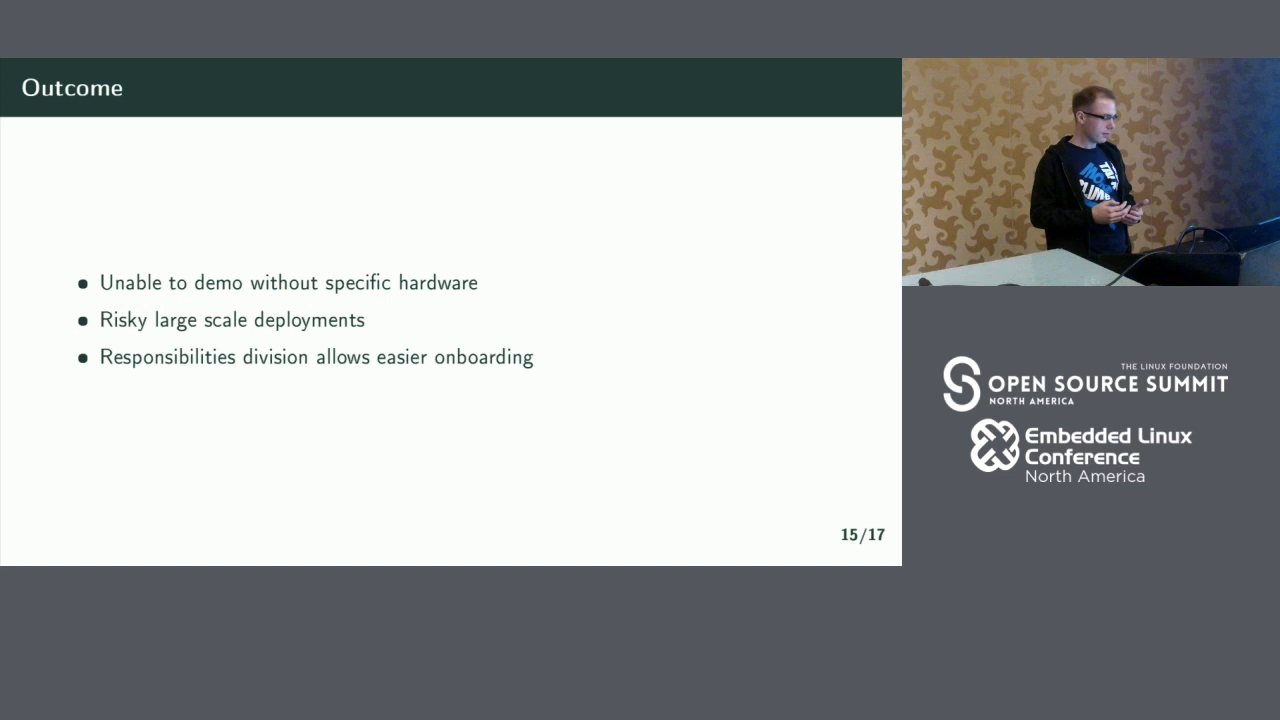 Outcome
Unable to demo without specific hardware
Risky large scale deployments
Responsibilities division allows easier onboarding
15/17
THE LINUX FOUNDATION
OPEN SOURCE SUMMIT
NORTH AMERICA
Embedded Linux
Conference
North America